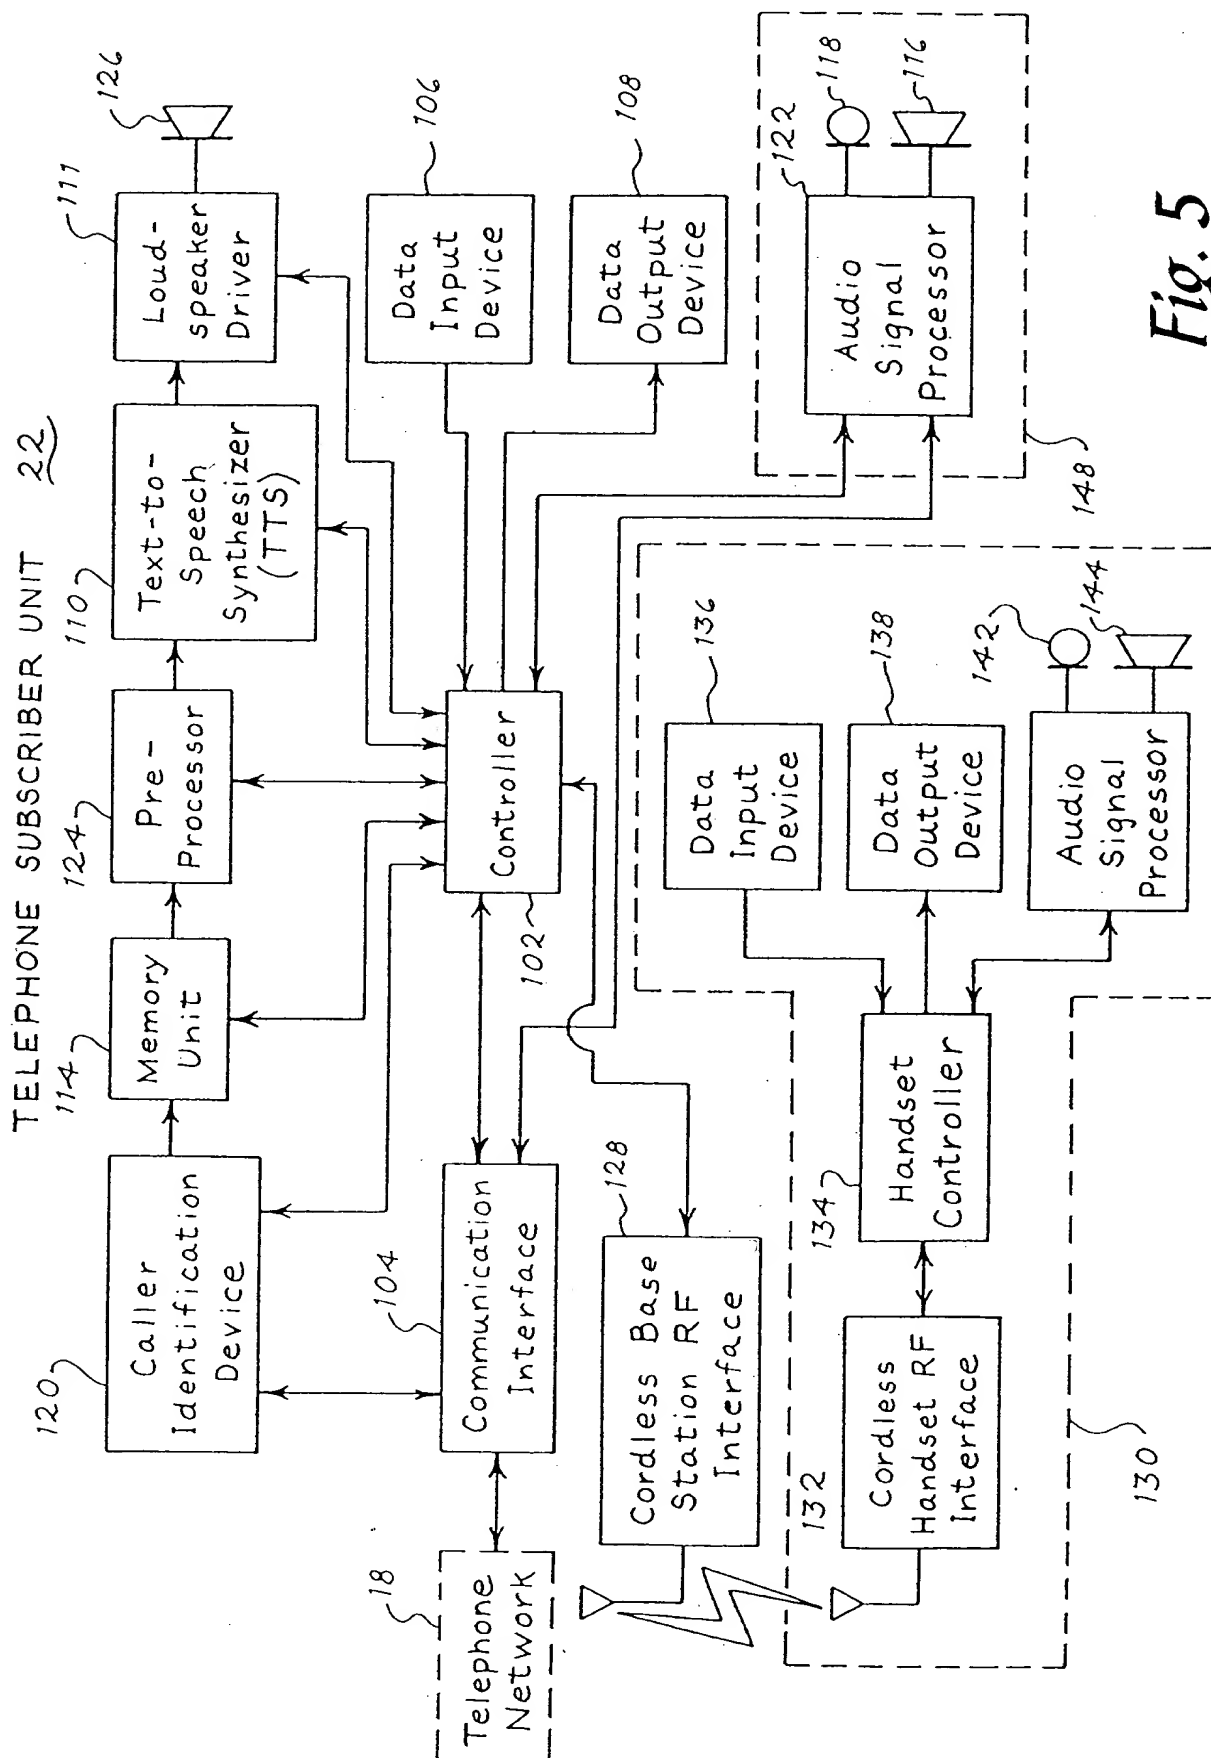 TELEPHONE SUBSCRIBER UNIT
22
120
Caller
Identification
Device
114
Memory
Unit
124
Pre-
Processor
110
Text-to-
Speech
Synthesizer
(TTS)
111
Loud-
speaker
Driver
126
18
Telephone
Network
104
Communication
Interface
102
Controller
Data
Input
Device
106
Data
Output
Device
108
128
Cordless Base
Station RF
Interface
122
Audio
Signal
Processor
118
116
148
132
Cordless
Handset RF
Interface
134
Handset
Controller
Data
Input
Device
136
Data
Output
Device
138
Audio
Signal
Processor
142
144
130
Fig. 5